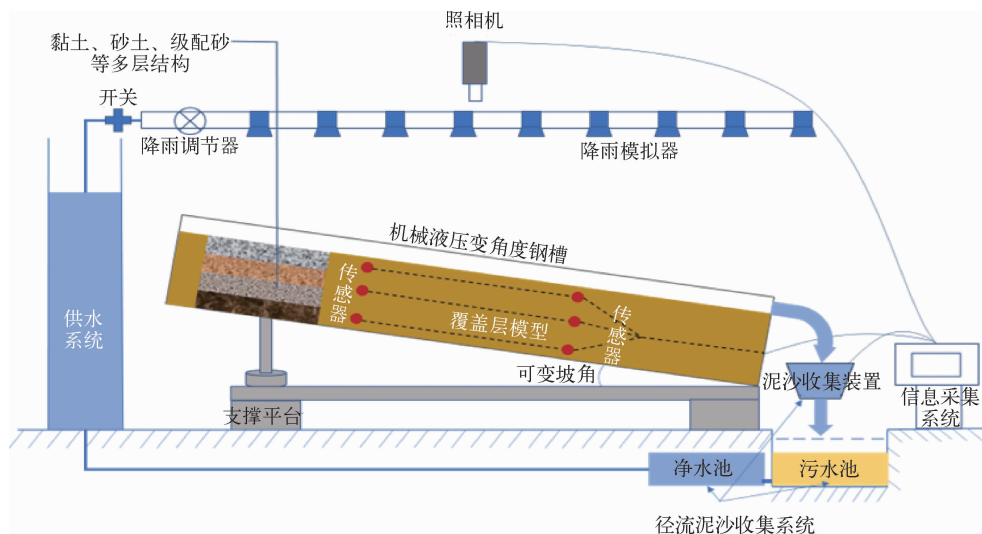 照相机
黏土、砂土、级配砂
等多层结构
开关
降雨调节器
降雨模拟器
机械液压变角度钢槽
传感器
传感器
覆盖层模型
供水
系统
可变坡角
泥沙收集装置
信息采集
系统
支撑平台
净水池
污水池
径流泥沙收集系统